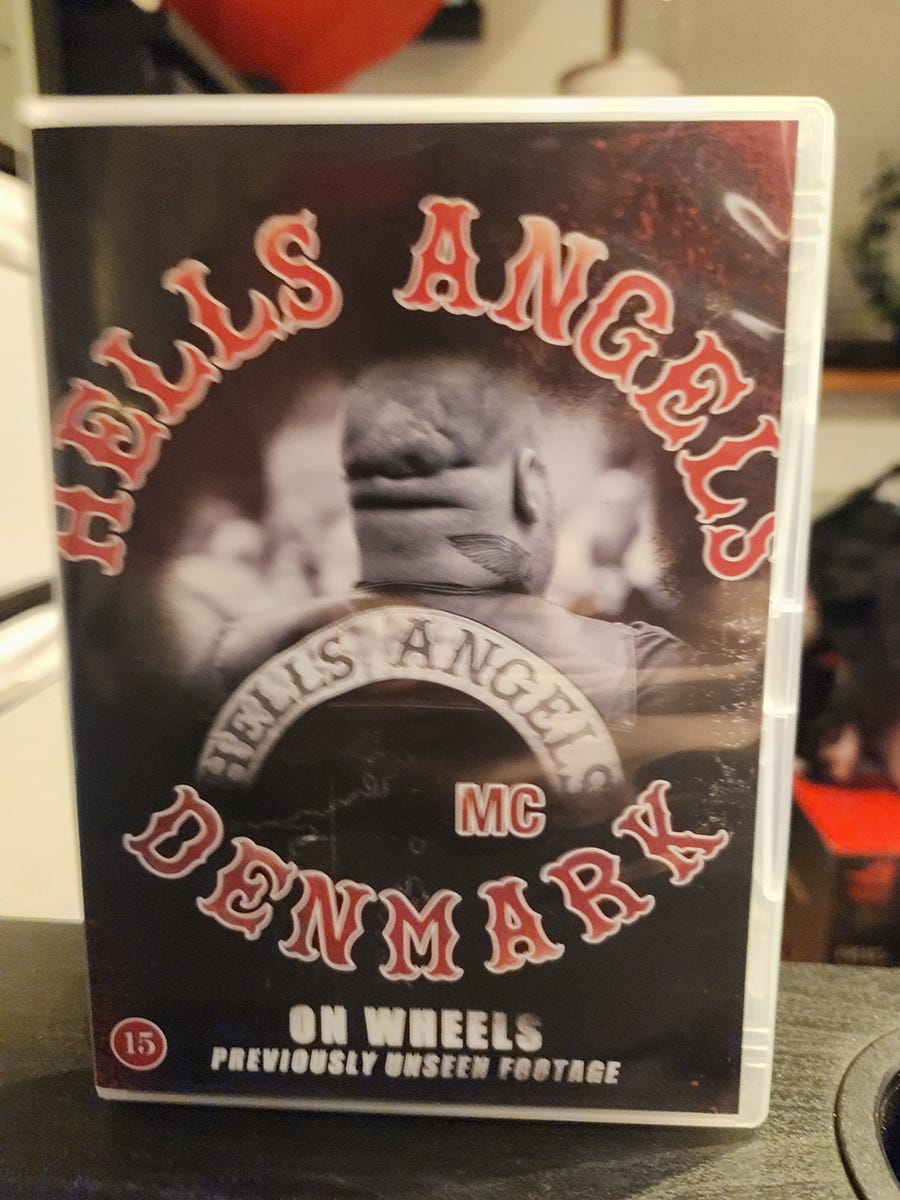 HELLS ANGELS
HELLS ANGELS
MC
DENMARK
ON WHEELS
15
PREVIOUSLY UNSEEN FOOTAGE